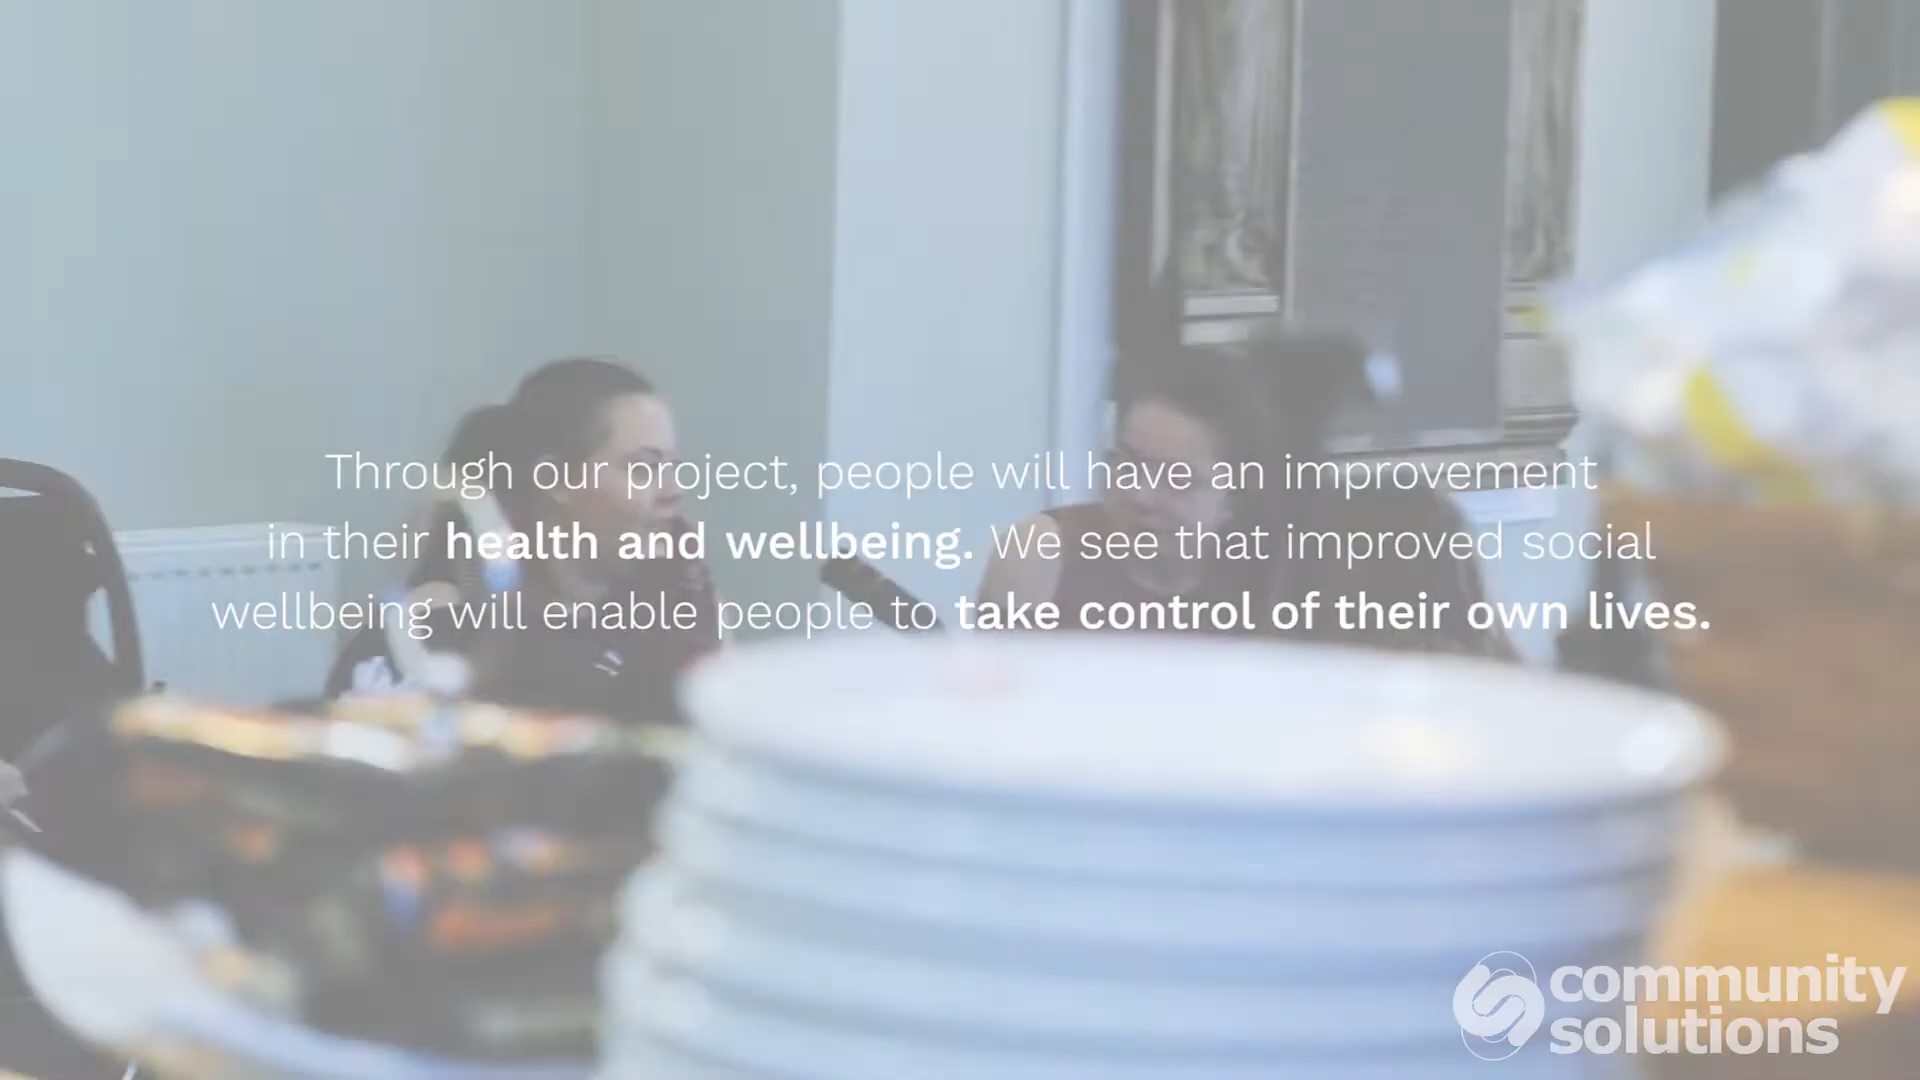 Through our project, people will have an improvement
in their health and wellbeing. We see that improved social
wellbeing will enable people to take control of their own lives.
community
solutions